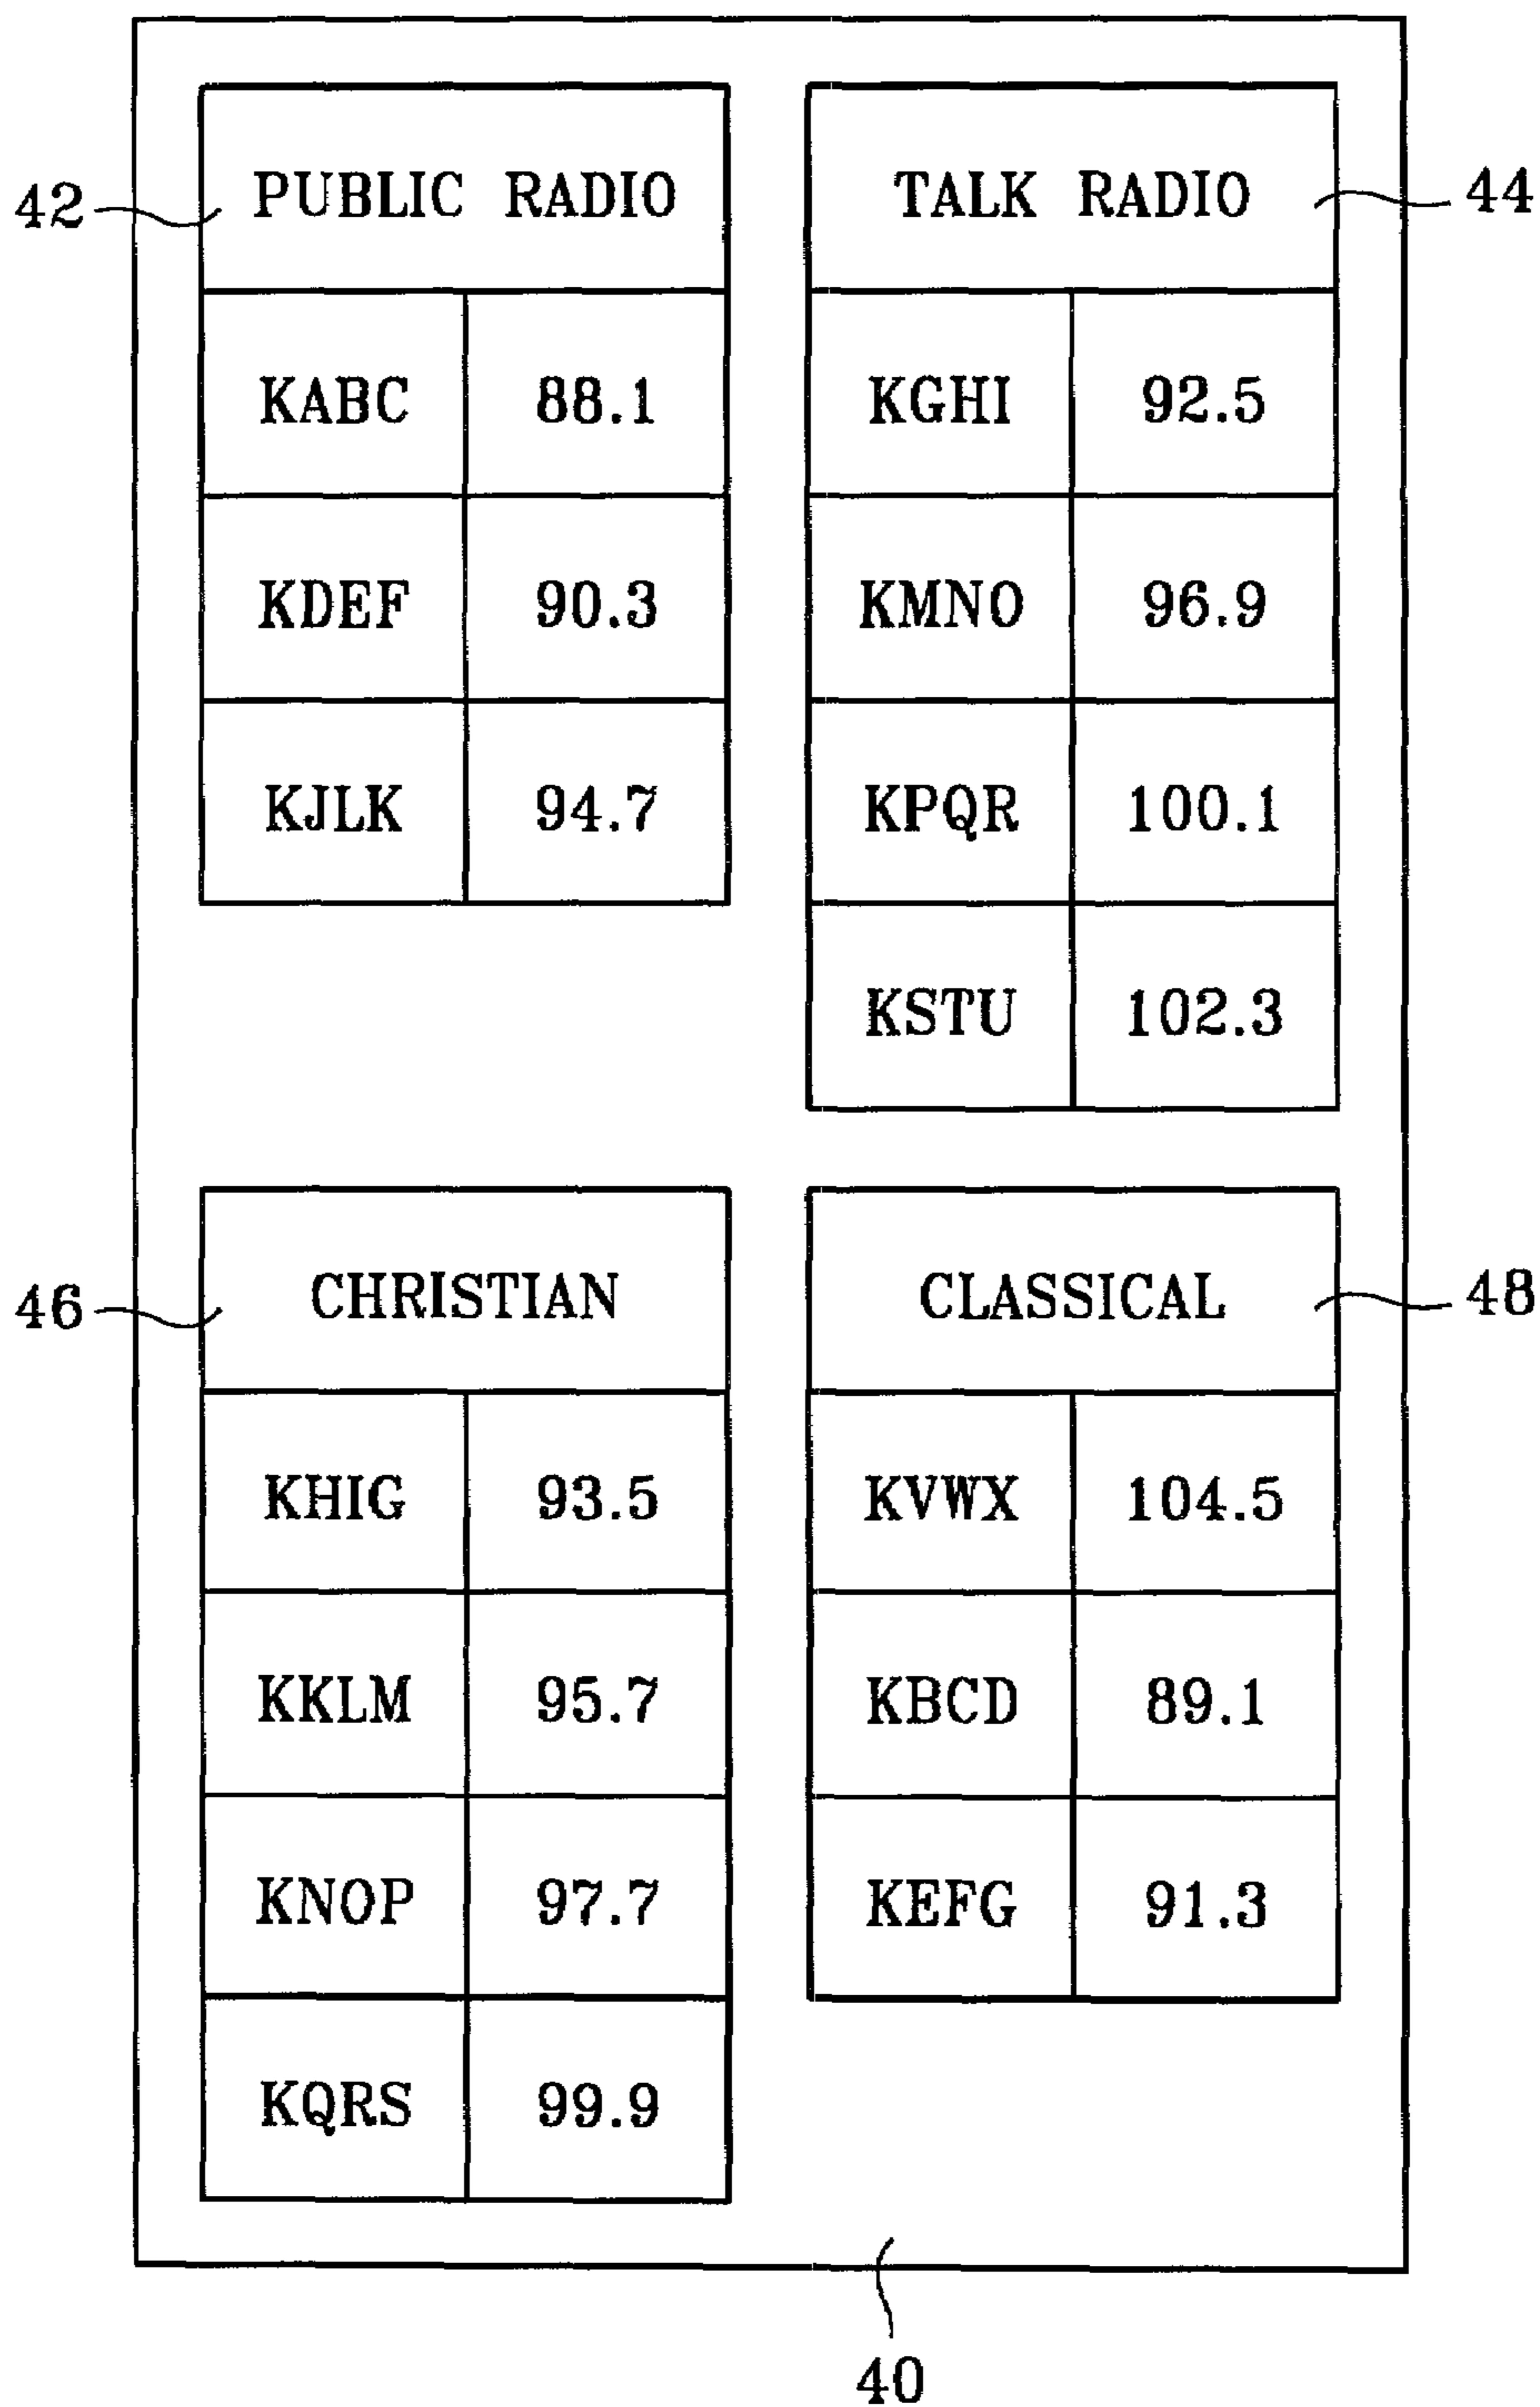 PUBLIC RADIO
42
KABC 88.1
KDEF 90.3
KJLK 94.7
TALK RADIO
44
KGHI 92.5
KMNO 96.9
KPQR 100.1
KSTU 102.3
CHRISTIAN
46
KHIG 93.5
KKLM 95.7
KNOP 97.7
KQRS 99.9
CLASSICAL
48
KVWX 104.5
KBCD 89.1
KEFG 91.3
40